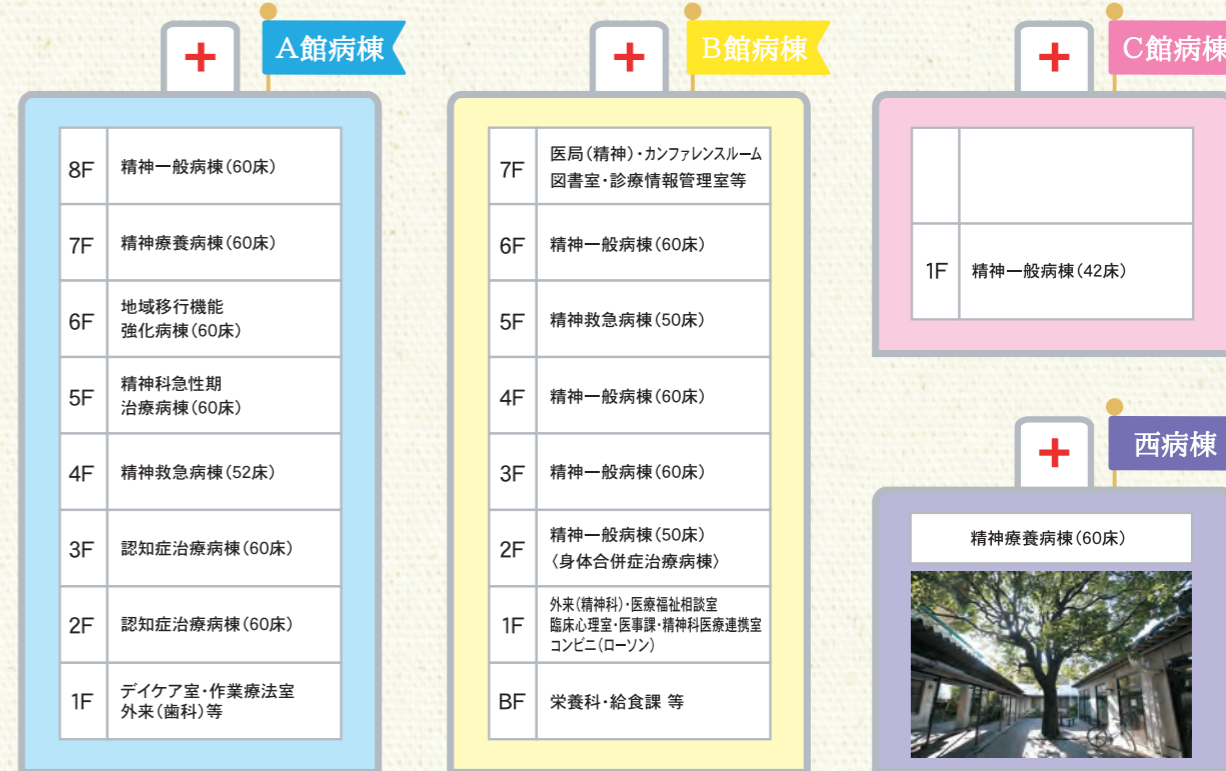 A館病棟
8F 精神一般病棟(60床)
7F 精神療養病棟(60床)
6F 地域移行機能
強化病棟(60床)
5F 精神科急性期
治療病棟(60床)
4F 精神救急病棟(52床)
3F 認知症治療病棟(60床)
2F 認知症治療病棟(60床)
1F デイケア室・作業療法室
外来(歯科)等
B館病棟
7F 医局(精神)・カンファレンスルーム
図書室・診療情報管理室等
6F 精神一般病棟(60床)
5F 精神救急病棟(50床)
4F 精神一般病棟(60床)
3F 精神一般病棟(60床)
2F 精神一般病棟(50床)
〈身体合併症治療病棟〉
1F 外来(精神科)・医療福祉相談室
臨床心理室・医事課・精神科医療連携室
コンビニ(ローソン)
BF 栄養科・給食課 等
C館病棟
1F 精神一般病棟(42床)
西病棟
精神療養病棟(60床)